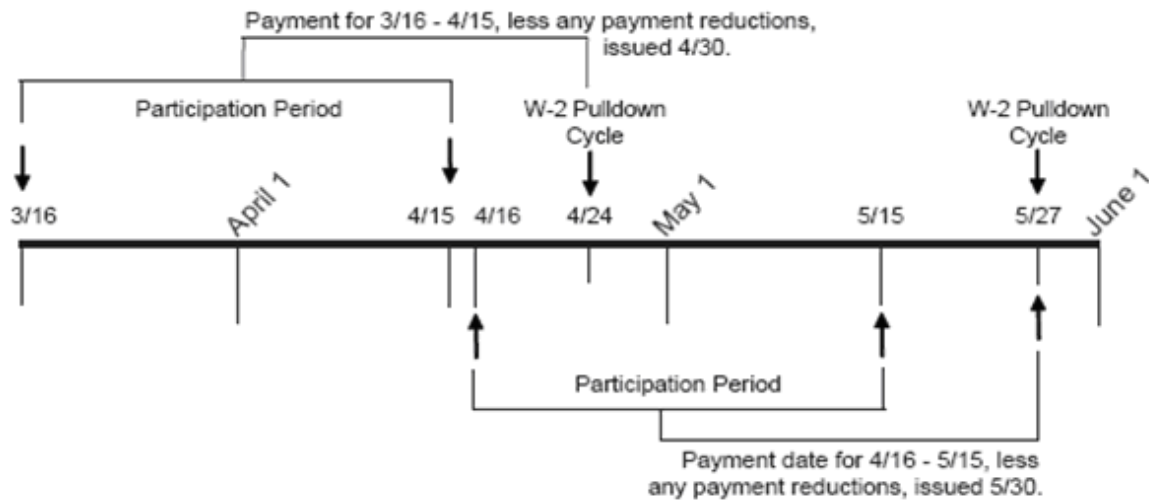 Payment for 3/16 - 4/15, less any payment reductions,
issued 4/30.
Participation Period
W-2 Pulldown
Cycle
W-2 Pulldown
Cycle
3/16
April 1
4/15
4/16
4/24
May 1
5/15
5/27
June 1
Participation Period
Payment date for 4/16 - 5/15, less
any payment reductions, issued 5/30.